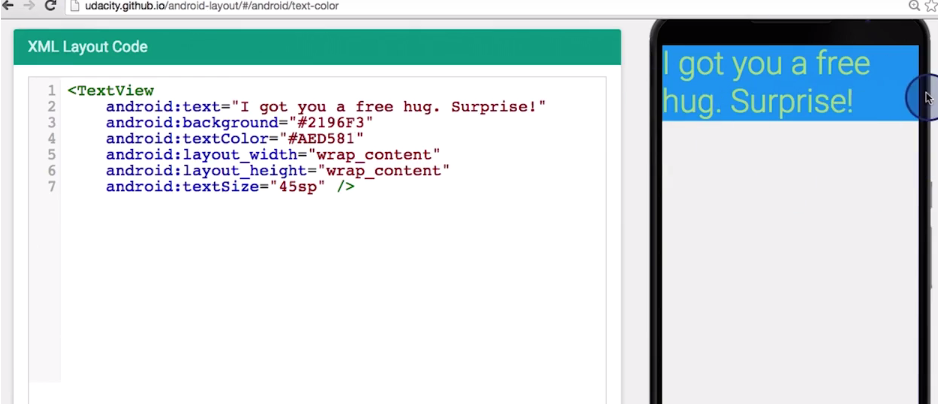 udacity.github.io/android-layout/#/android/text-color
XML Layout Code
1 <TextView
2 android:text="I got you a free hug. Surprise!"
3 android:background="#2196F3"
4 android:textColor="#AED581"
5 android:layout_width="wrap_content"
6 android:layout_height="wrap_content"
7 android:textSize="45sp" />
I got you a free
hug. Surprise!